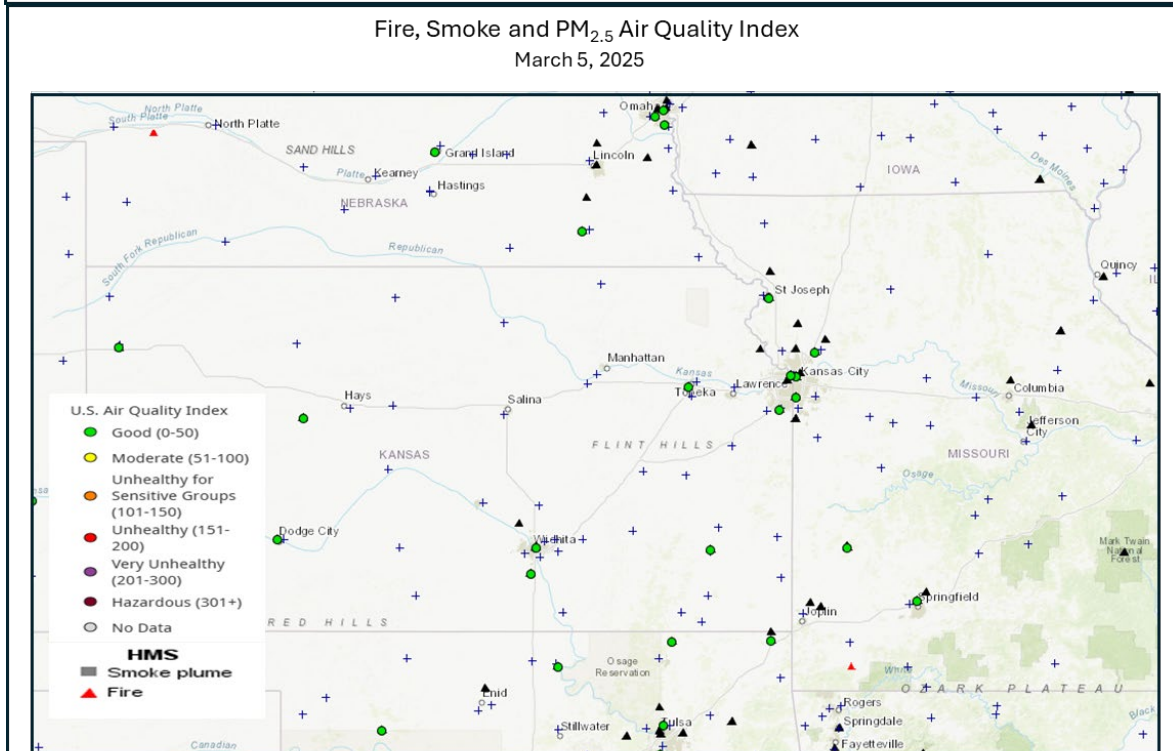 Fire, Smoke and PM2.5 Air Quality Index
March 5, 2025
North Platte
South Platte
North Platte
SAND HILLS
Grand Island
Platte
Kearney
Hastings
NEBRASKA
Omaha
Lincoln
IOWA
Des Moines
South Fork Republican
Republican
Quincy
IL
St Joseph
Manhattan
Kansas
Topeka
Lawrence
Kansas City
Missouri
Columbia
Jefferson
City
Hays
Salina
FLINT HILLS
KANSAS
MISSOURI
Osage
U.S. Air Quality Index
Good (0-50)
Moderate (51-100)
Unhealthy for
Sensitive Groups
(101-150)
Unhealthy (151-
200)
Very Unhealthy
(201-300)
Hazardous (301+)
No Data
HMS
Smoke plume
Fire
Dodge City
Wichita
Mark Twain
National
Forest
Joplin
Springfield
RED HILLS
Osage
Reservation
White
OZARK PLATEAU
Enid
Stillwater
Tulsa
Rogers
Springdale
Fayetteville
Black
Canadian